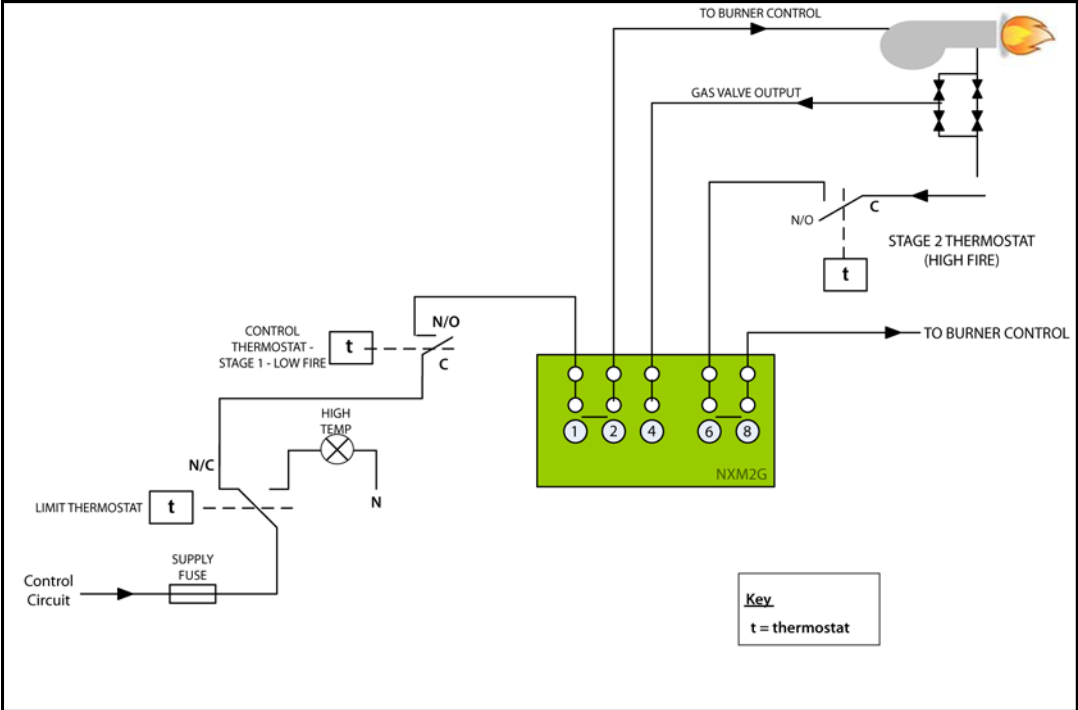 TO BURNER CONTROL
GAS VALVE OUTPUT
N/O
C
STAGE 2 THERMOSTAT
(HIGH FIRE)
t
N/O
CONTROL
THERMOSTAT -
STAGE 1 - LOW FIRE
t
C
TO BURNER CONTROL
1
2
4
6
8
NXM2G
HIGH
TEMP
N/C
N
LIMIT THERMOSTAT
t
SUPPLY
FUSE
Control
Circuit
Key
t = thermostat